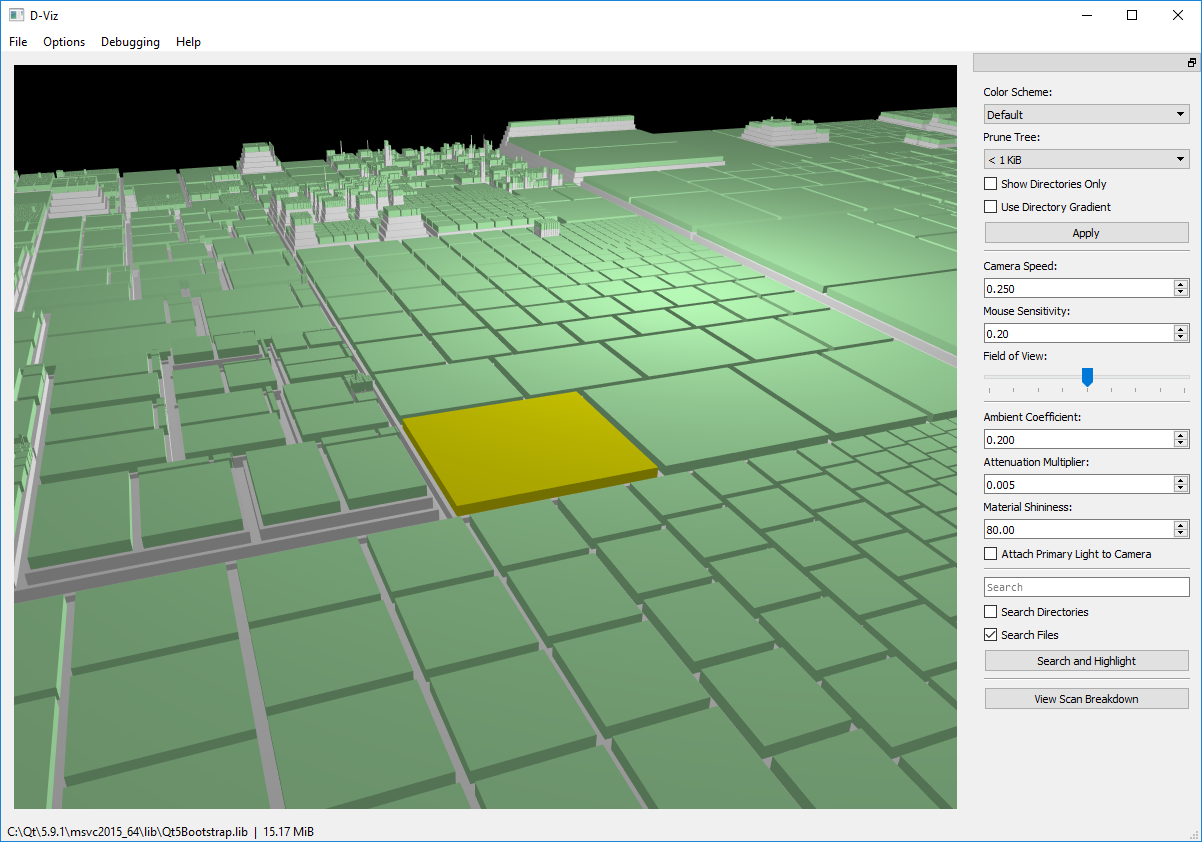 D-Viz
File Options Debugging Help
Color Scheme:
Default
Prune Tree:
< 1 KiB
Show Directories Only
Use Directory Gradient
Apply
Camera Speed:
0.250
Mouse Sensitivity:
0.20
Field of View:
Ambient Coefficient:
0.200
Attenuation Multiplier:
0.005
Material Shininess:
80.00
Attach Primary Light to Camera
Search
Search Directories
Search Files
Search and Highlight
View Scan Breakdown
C:\Qt\5.9.1\msvc2015_64\lib\Qt5Bootstrap.lib | 15.17 MiB